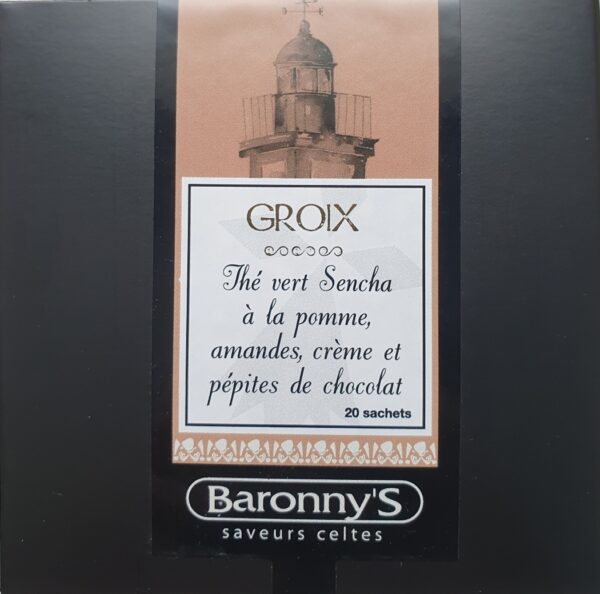 GROIX
Thé vert Sencha
à la pomme,
amandes, crème et
pépites de chocolat
20 sachets
Baronny'S
saveurs celtes